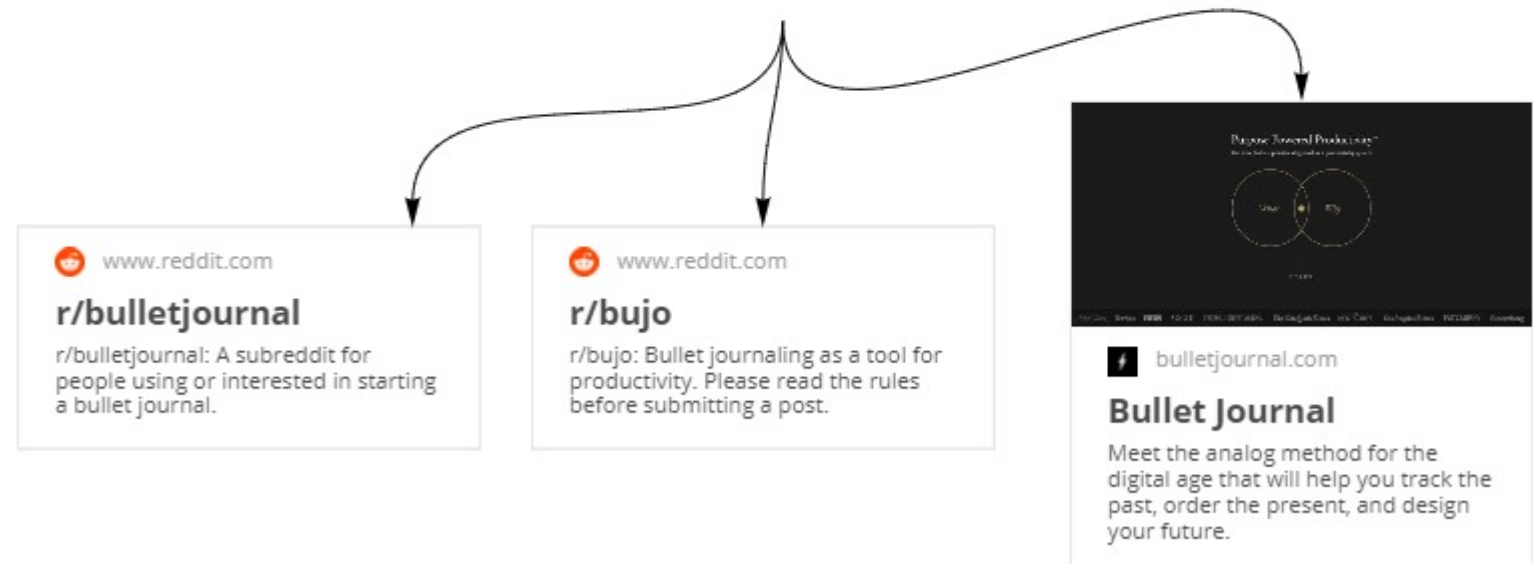 www.reddit.com
r/bulletjournal
r/bulletjournal: A subreddit for
people using or interested in starting
a bullet journal.
www.reddit.com
r/bujo
r/bujo: Bullet journaling as a tool for
productivity. Please read the rules
before submitting a post.
Purpose Powered Productivity™
bulletjournal.com
Bullet Journal
Meet the analog method for the
digital age that will help you track the
past, order the present, and design
your future.